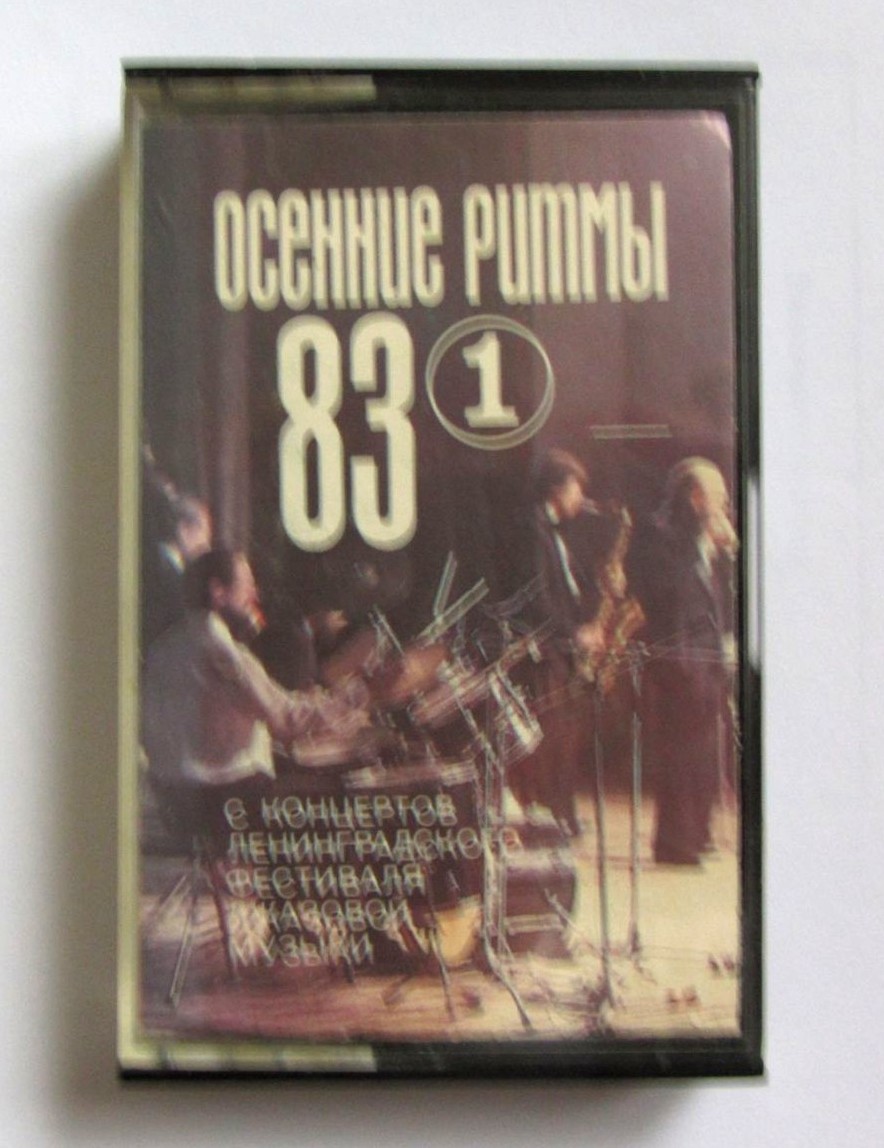 осенние ритмы
83 1
С КОНЦЕРТОВ
ЛЕНИНГРАДСКОГО
ФЕСТИВАЛЯ
ДЖАЗОВОЙ
МУЗЫКИ